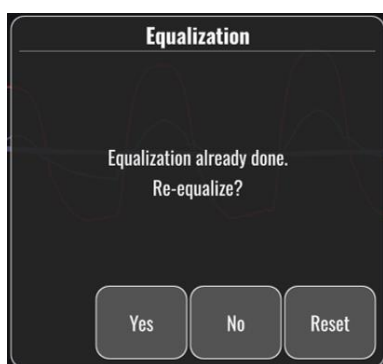 Equalization
Equalization already done.
Re-equalize?
Yes No Reset